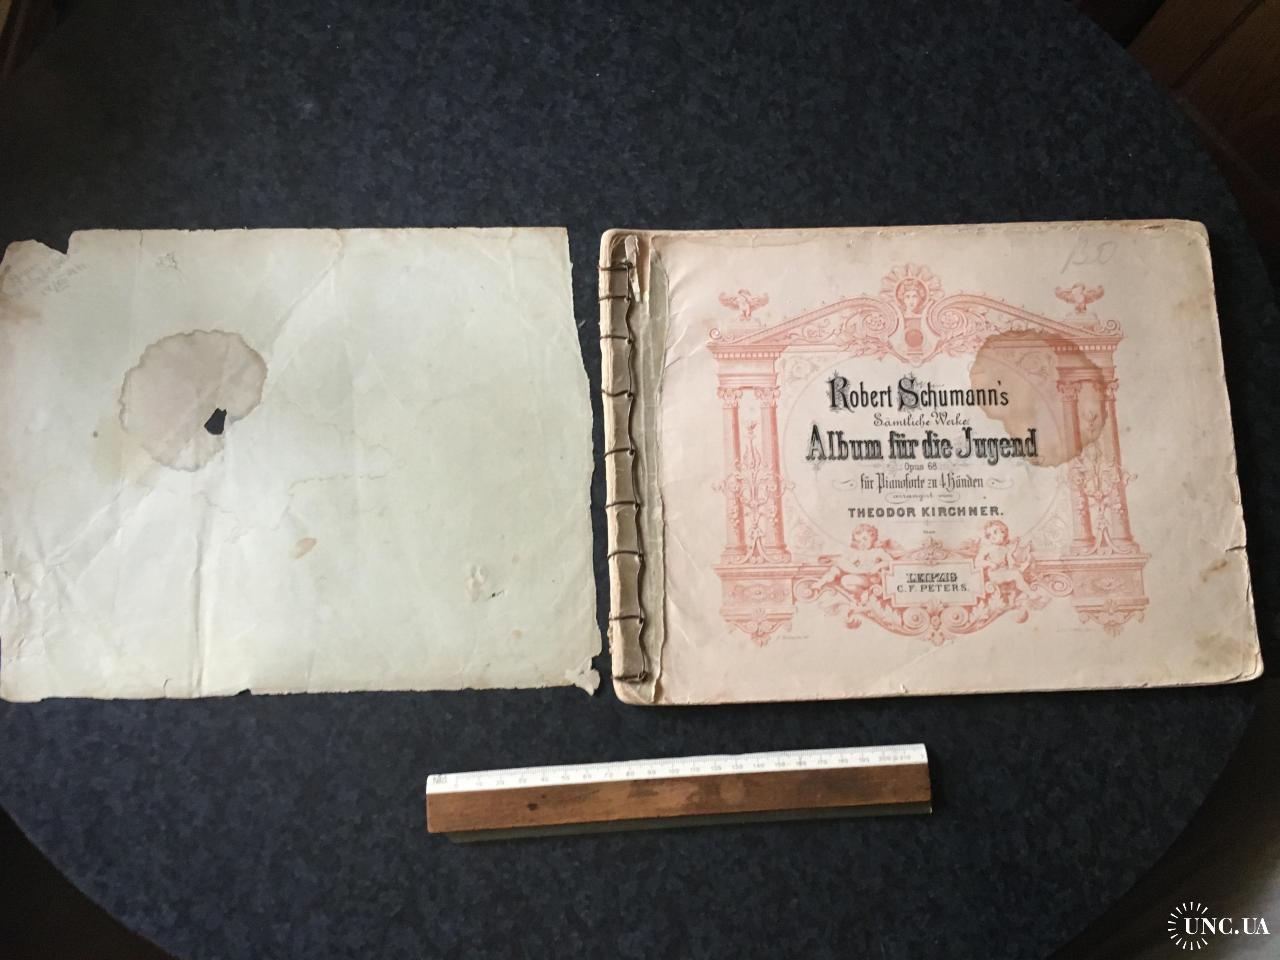 BO
Robert Schumann's
Sämtliche Werke.
Album für die Jugend
Opus 68
für Pianoforte zu 4 Händen
arrangirt von
THEODOR KIRCHNER.
LEIPZIG
C. F. PETERS.
UNC.UA